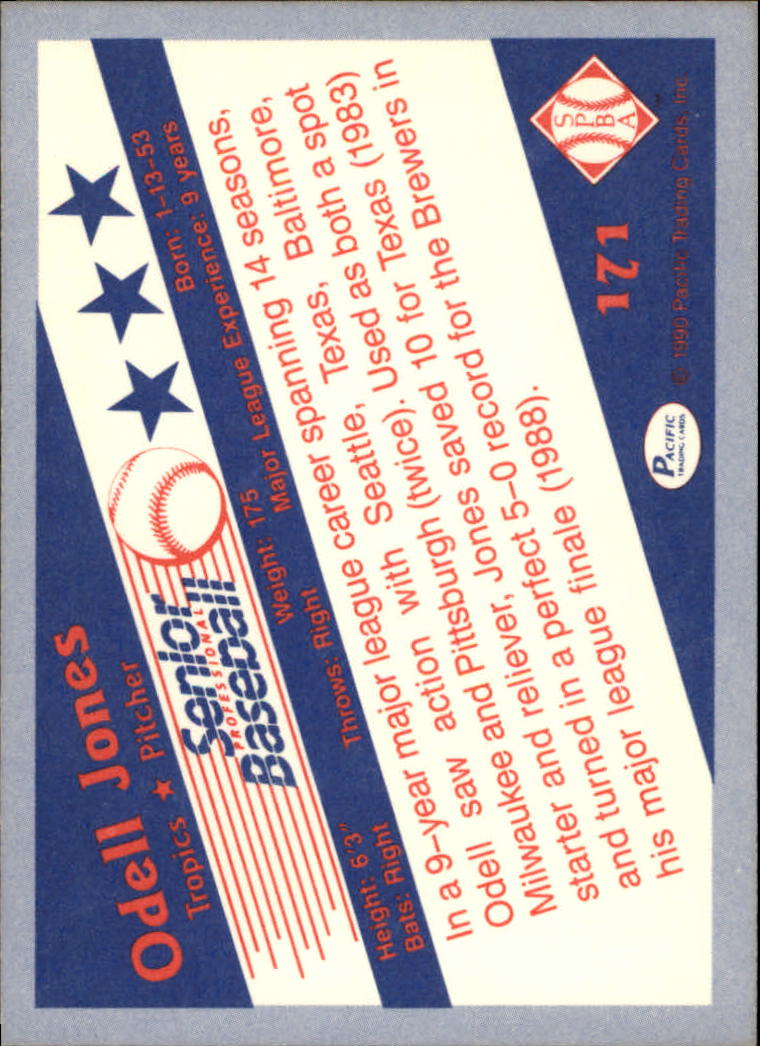 Odell Jones
Tropics ★ Pitcher
Senior
PROFESSIONAL
Baseball
Height: 6'3" Weight: 175 Born: 1-13-53
Bats: Right Throws: Right Major League Experience: 9 years
In a 9-year major league career spanning 14 seasons,
Odell saw action with Seattle, Texas, Baltimore,
Milwaukee and Pittsburgh (twice). Used as both a spot
starter and reliever, Jones saved 10 for Texas (1983)
and turned in a perfect 5-0 record for the Brewers in
his major league finale (1988).
PACIFIC
TRADING CARDS
© 1990 Pacific Trading Cards, Inc.
171
S
P
B
A